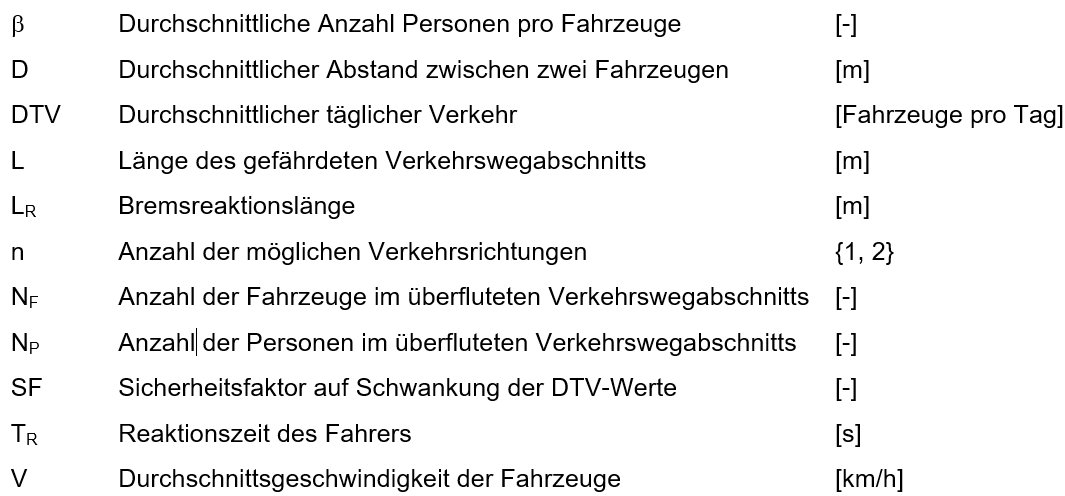 β Durchschnittliche Anzahl Personen pro Fahrzeuge [-]
D Durchschnittlicher Abstand zwischen zwei Fahrzeugen [m]
DTV Durchschnittlicher täglicher Verkehr [Fahrzeuge pro Tag]
L Länge des gefährdeten Verkehrswegabschnitts [m]
LR Bremsreaktionslänge [m]
n Anzahl der möglichen Verkehrsrichtungen {1, 2}
NF Anzahl der Fahrzeuge im überfluteten Verkehrswegabschnitts [-]
NP Anzahl der Personen im überfluteten Verkehrswegabschnitts [-]
SF Sicherheitsfaktor auf Schwankung der DTV-Werte [-]
TR Reaktionszeit des Fahrers [s]
V Durchschnittsgeschwindigkeit der Fahrzeuge [km/h]